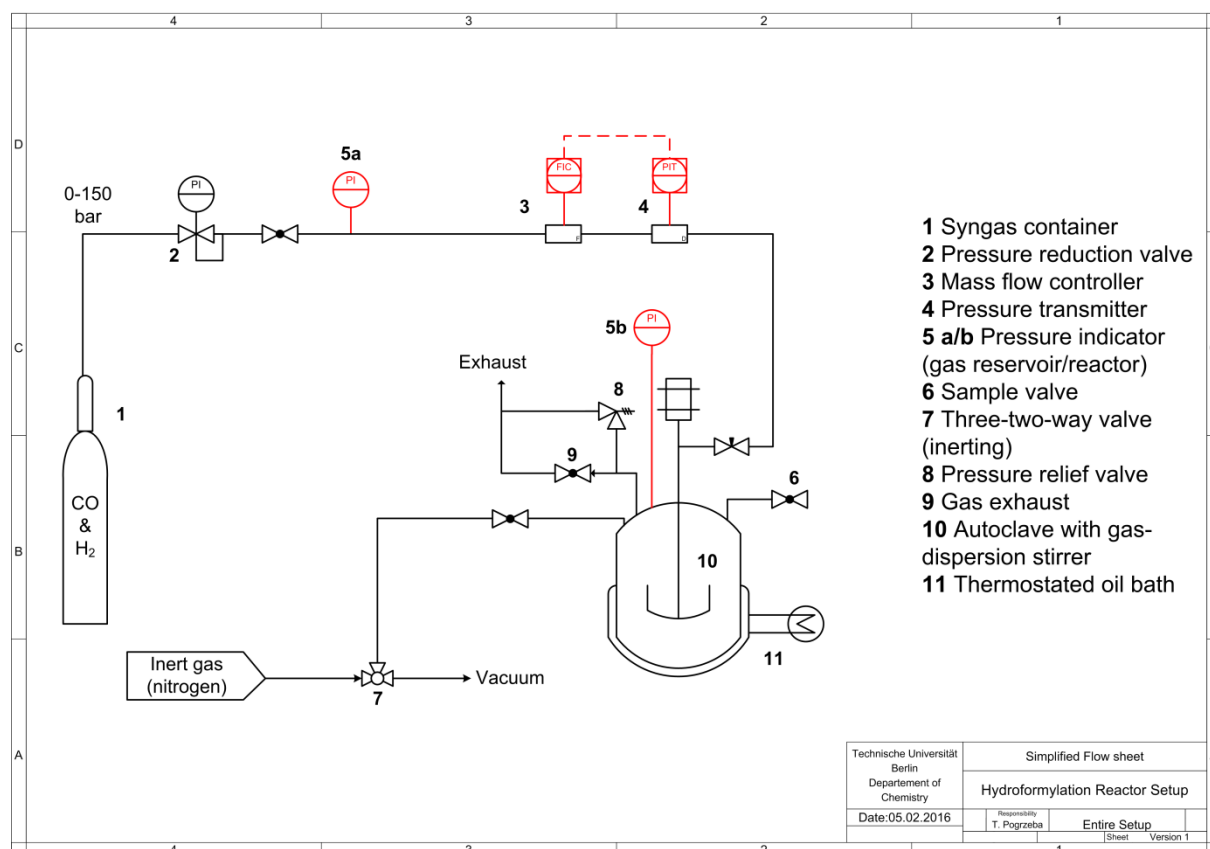 4 3 2 1
D
C
B
A
0-150
bar
PI
2
5a
PI
FIC
PIT
3
4
F
D
5b
PI
Exhaust
8
1
9
6
CO
&
H2
10
11
Inert gas
(nitrogen)
7
Vacuum
1 Syngas container
2 Pressure reduction valve
3 Mass flow controller
4 Pressure transmitter
5 a/b Pressure indicator
(gas reservoir/reactor)
6 Sample valve
7 Three-two-way valve
(inerting)
8 Pressure relief valve
9 Gas exhaust
10 Autoclave with gas-
dispersion stirrer
11 Thermostated oil bath
Technische Universität
Berlin
Departement of
Chemistry
Date:05.02.2016
Simplified Flow sheet
Hydroformylation Reactor Setup
Responsibility
T. Pogrzeba
Entire Setup
Sheet Version 1
4 3 2 1